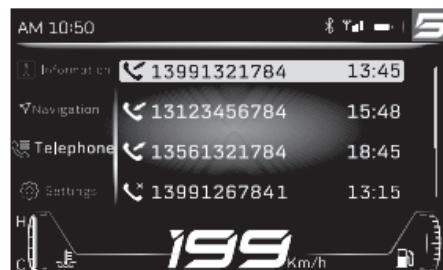 AM 10:50
Information
13991321784 13:45
Navigation
13123456784 15:48
Telephone
13561321784 18:45
Settings
13991267841 13:15
H
C
199
Km/h